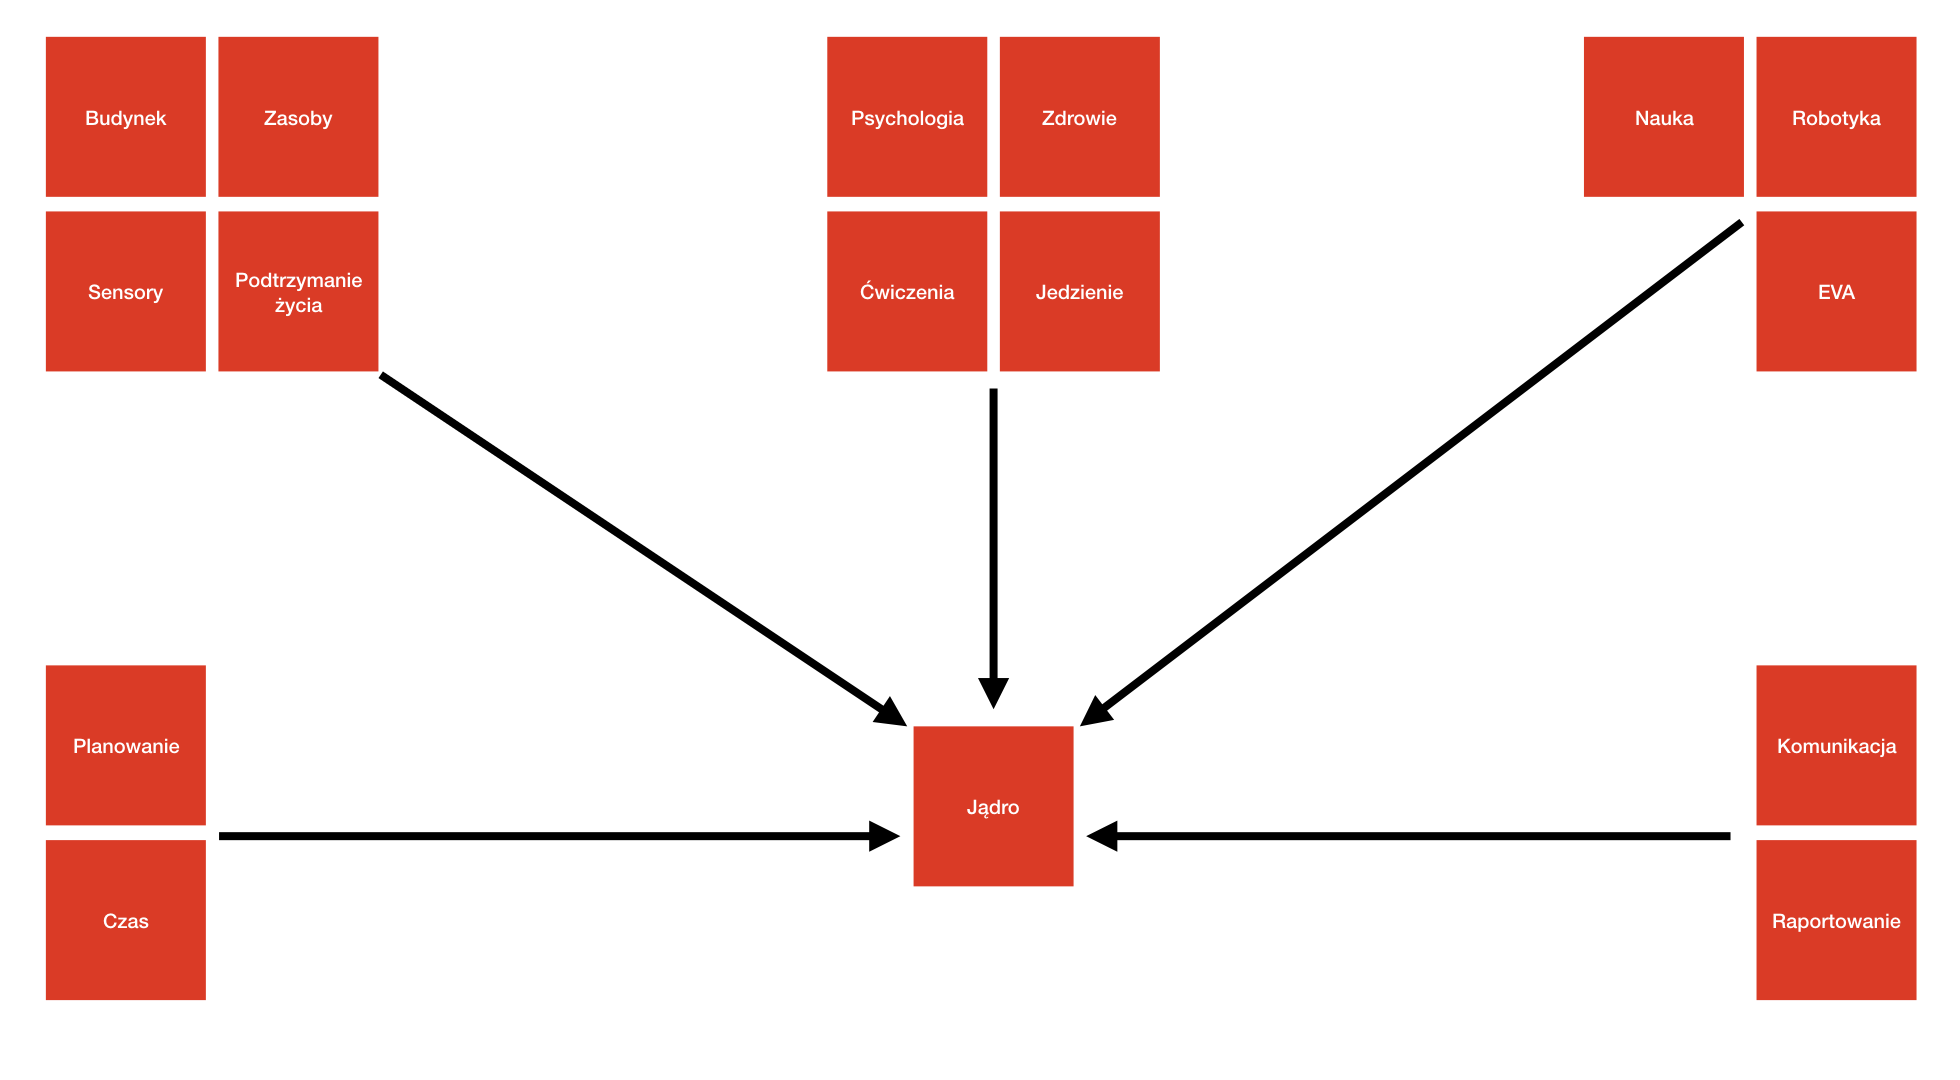 Budynek
Zasoby
Psychologia
Zdrowie
Nauka
Robotyka
Sensory
Podtrzymanie
życia
Ćwiczenia
Jedzienie
EVA
Planowanie
Komunikacja
Jądro
Czas
Raportowanie